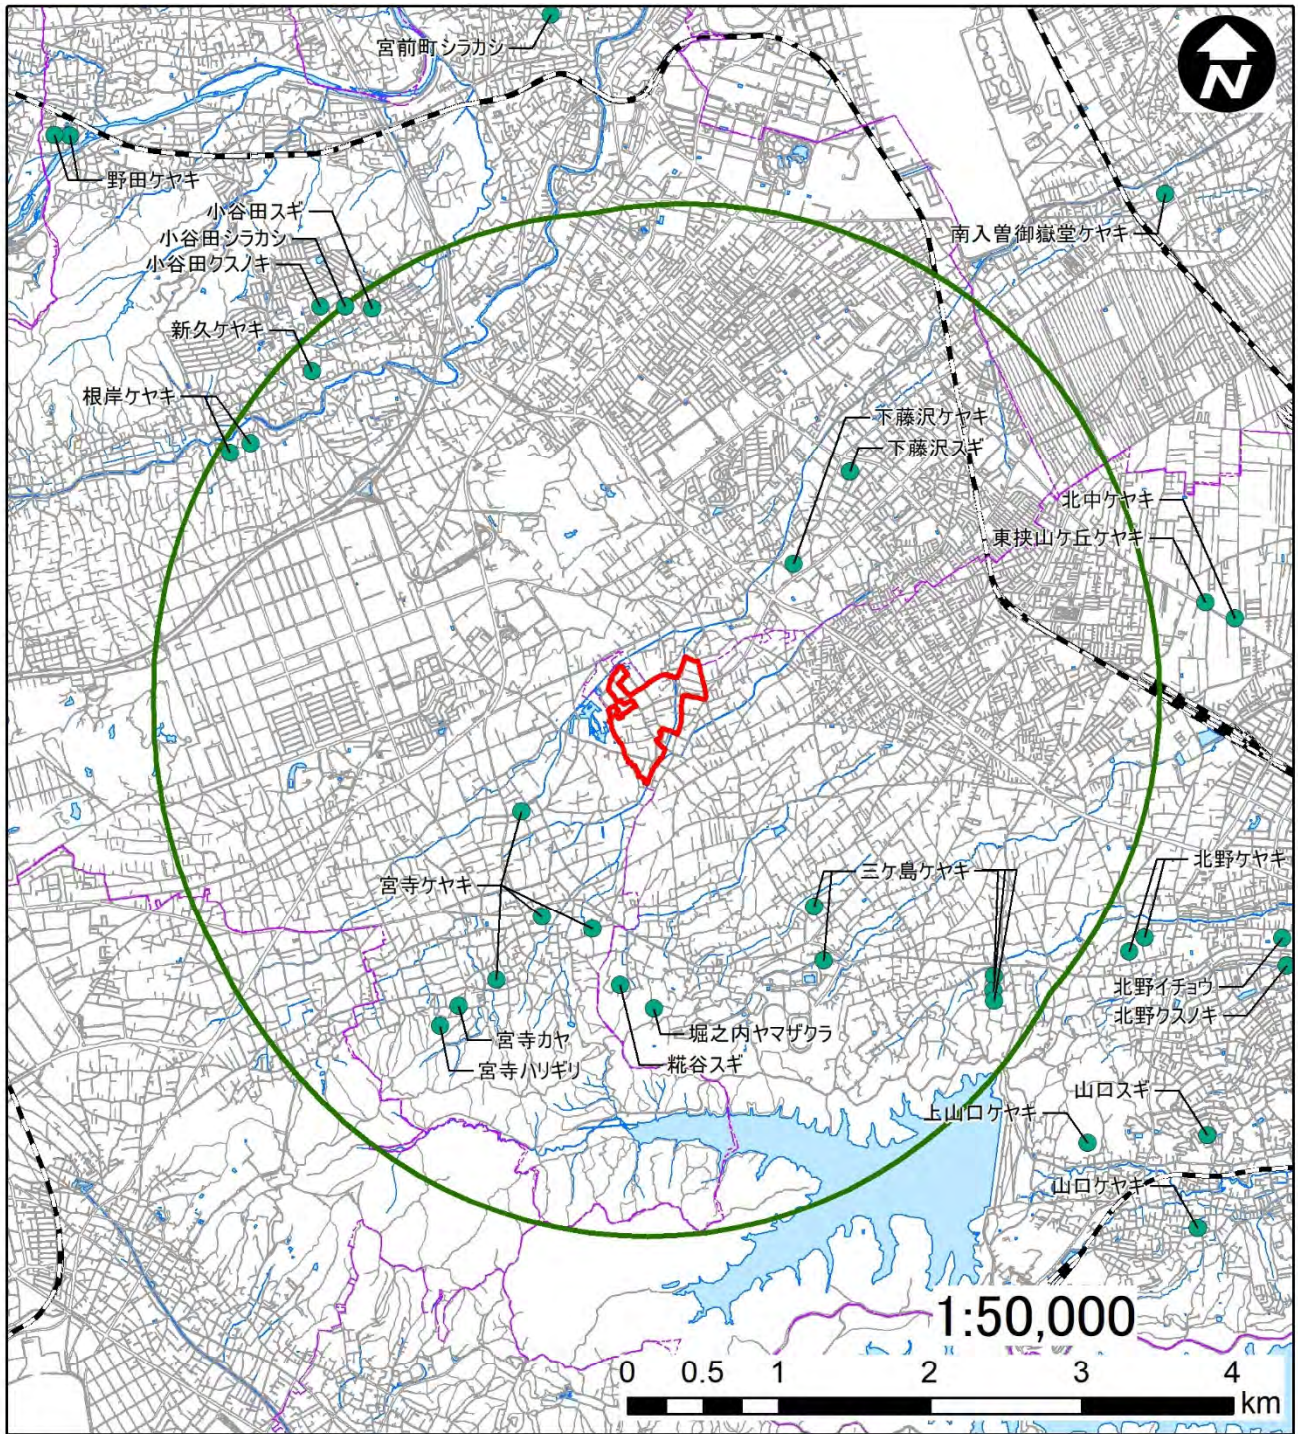 宮前町シラカシ
N
野田ケヤキ
小谷田スギ
小谷田シラカシ
小谷田クスノキ
南入曽御嶽堂ケヤキ
新久ケヤキ
根岸ケヤキ
下藤沢ケヤキ
下藤沢スギ
北中ケヤキ
東挟山ケ丘ケヤキ
北野ケヤキ
三ケ島ケヤキ
宮寺ケヤキ
北野イチョウ
北野クスノキ
宮寺カヤ
堀之内ヤマザクラ
糀谷スギ
宮寺ハリギリ
山口スギ
上山口ケヤキ
山口ケヤキ
1:50,000
0 0.5 1 2 3 4
km